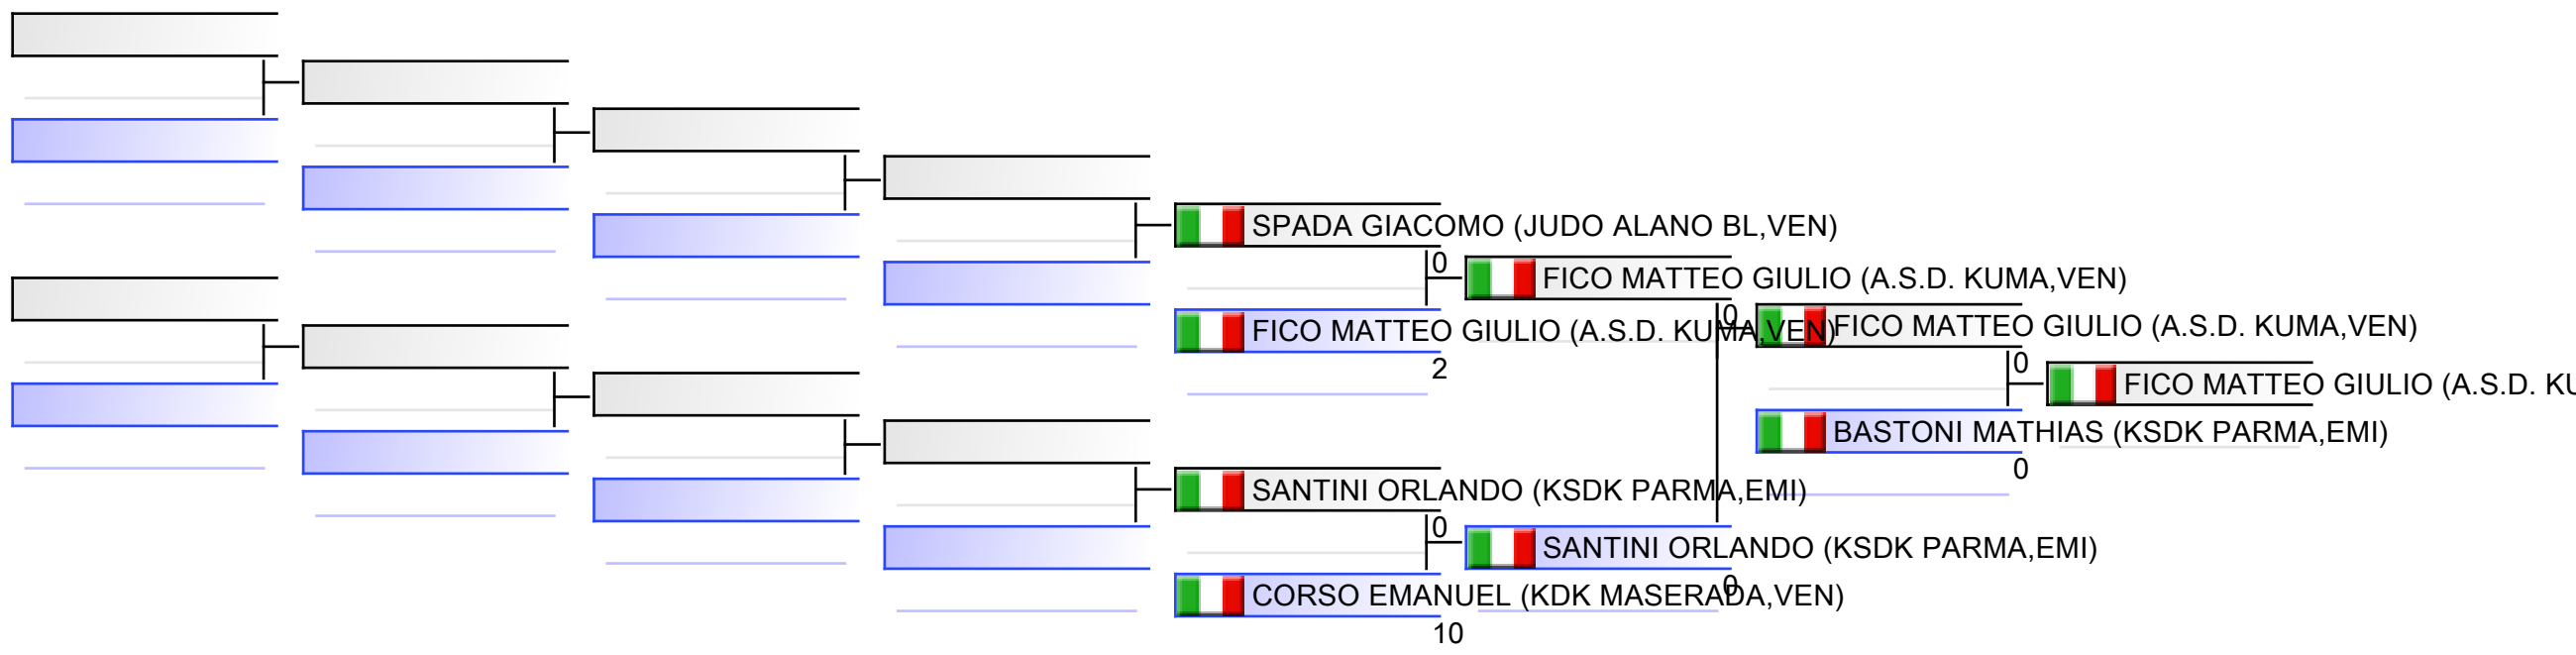 SPADA GIACOMO (JUDO ALANO BL,VEN)
0
FICO MATTEO GIULIO (A.S.D. KUMA,VEN)
2
SANTINI ORLANDO (KSDK PARMA,EMI)
0
CORSO EMANUEL (KDK MASERADA,VEN)
10
FICO MATTEO GIULIO (A.S.D. KUMA,VEN)
0
SANTINI ORLANDO (KSDK PARMA,EMI)
0
FICO MATTEO GIULIO (A.S.D. KUMA,VEN)
0
BASTONI MATHIAS (KSDK PARMA,EMI)
0
FICO MATTEO GIULIO (A.S.D. KU